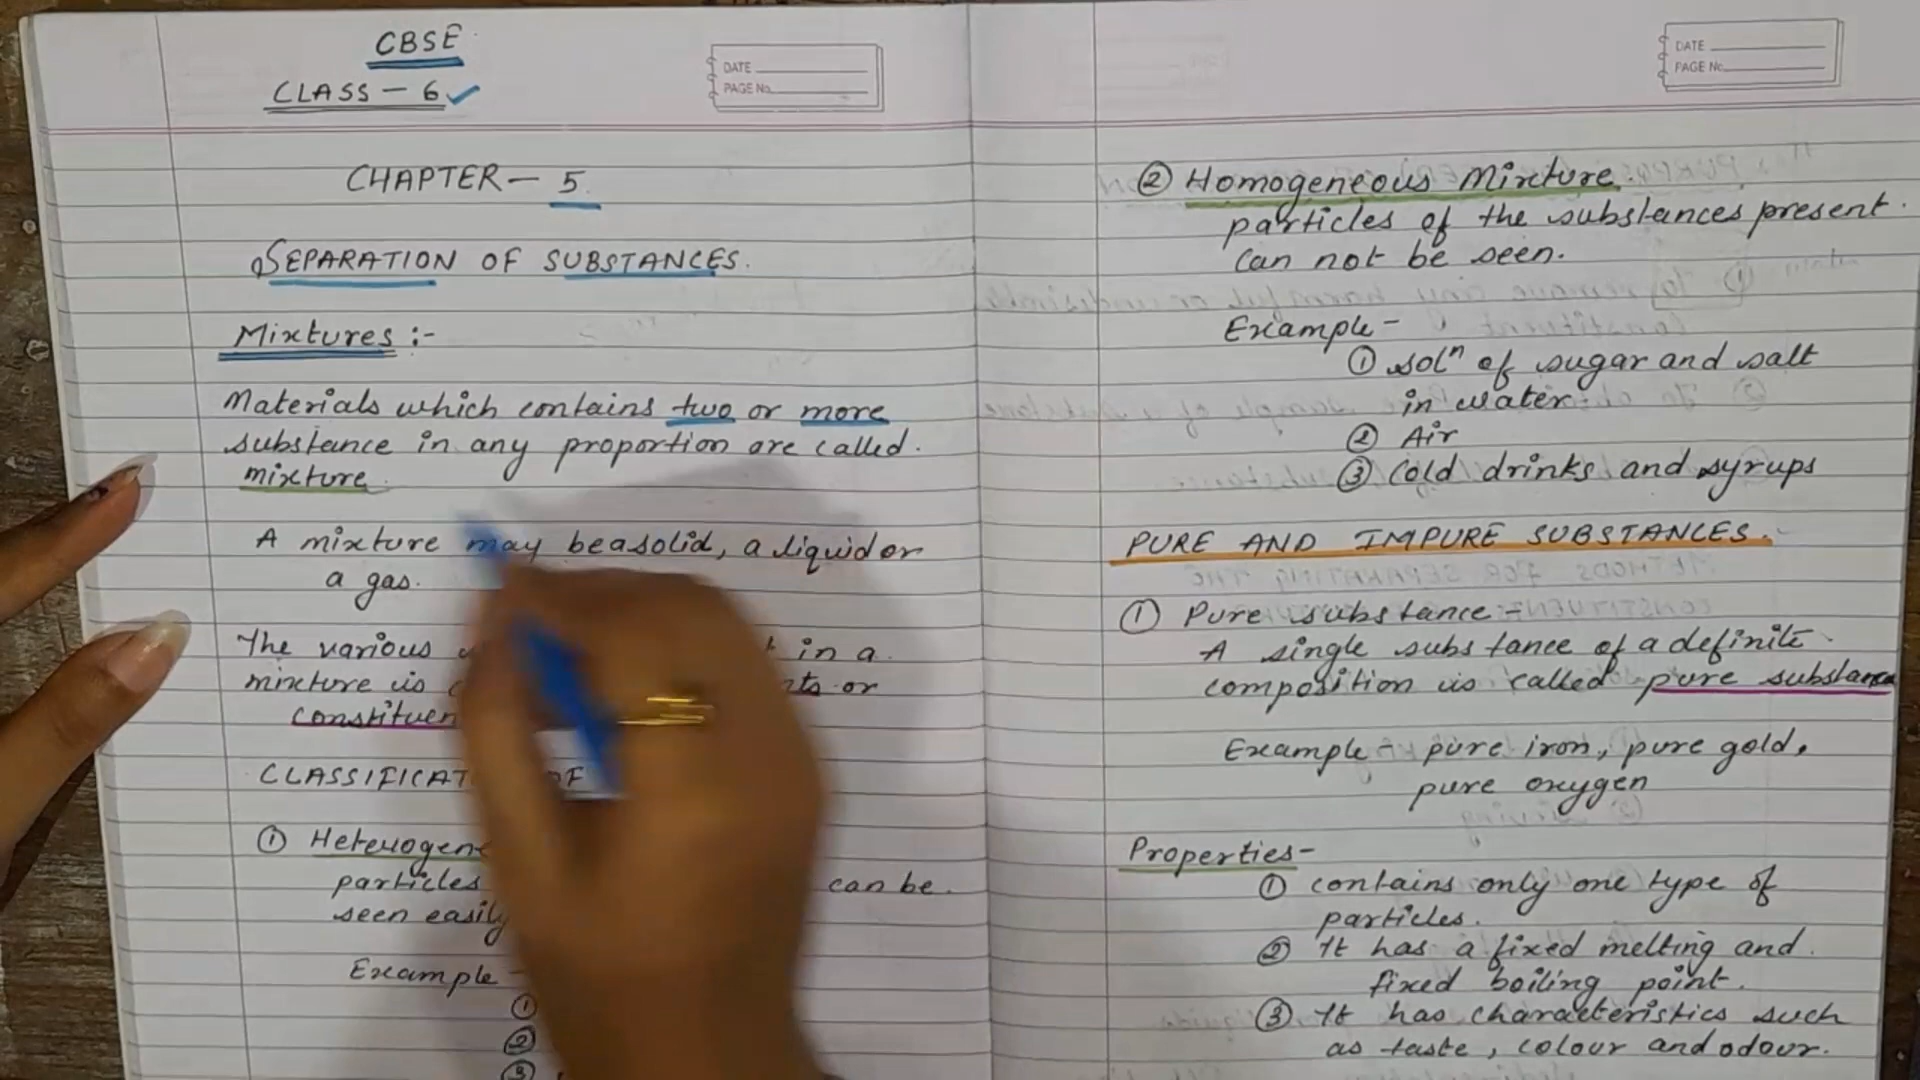 CBSE
CLASS - 6
DATE
PAGE No.
CHAPTER - 5
SEPARATION OF SUBSTANCES.
Mixtures :-
Materials which contains two or more
substance in any proportion are called.
mixture.
A mixture may be a solid, a liquid or
a gas.
The various in a
mixture is or
CLASSIFICAT OF
① Heterogene
particles can be.
seen easily
Example -
①
②
③
DATE
PAGE No.
② Homogeneous Mixture.
particles of the substances present.
can not be seen.
Example -
① solⁿ of sugar and salt
in water.
② Air
③ cold drinks and syrups
PURE AND IMPURE SUBSTANCES.
① Pure substance -
A single substance of a definite
composition is called pure substance
Example - pure iron, pure gold,
pure oxygen
Properties -
① contains only one type of
particles.
② It has a fixed melting and
fixed boiling point.
③ It has characteristics such
as taste, colour and odour.